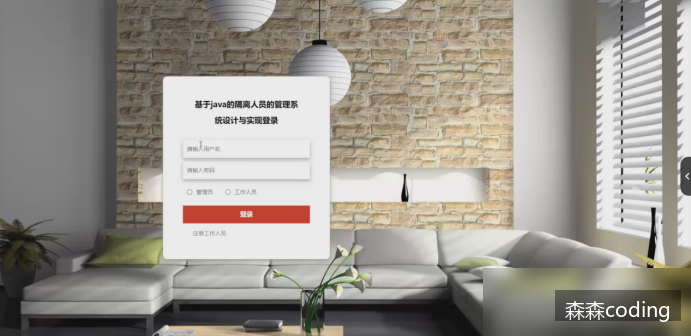 基于java的隔离人员的管理系
统设计与实现登录
请输入用户名
请输入密码
管理员 工作人员
登录
注册工作人员
森森coding